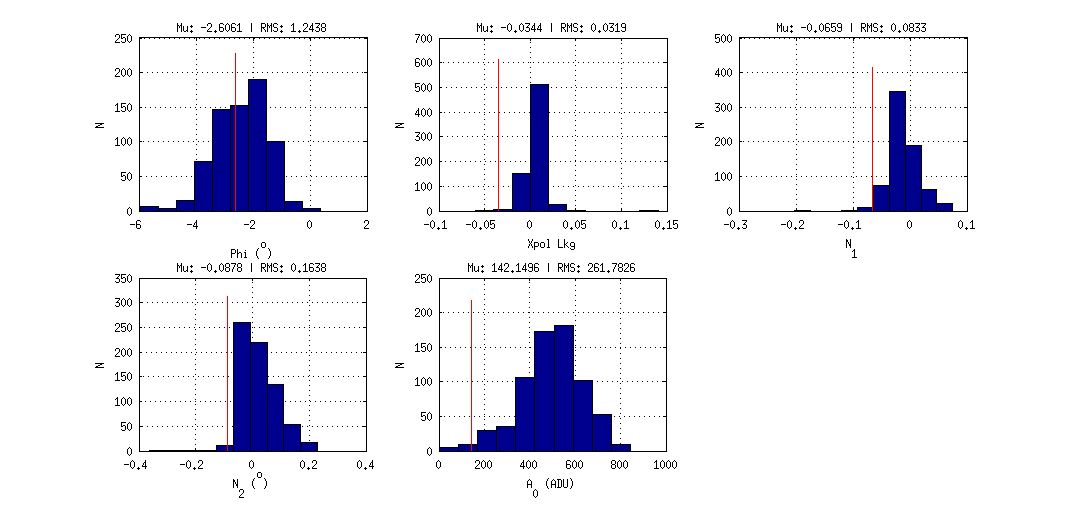 Mu: -2.6061 | RMS: 1.2438
250
200
150
100
50
0
N
-6 -4 -2 0 2
Phi (o)
Mu: -0.0344 | RMS: 0.0319
700
600
500
400
300
200
100
0
N
-0.1 -0.05 0 0.05 0.1 0.15
Xpol Lkg
Mu: -0.0659 | RMS: 0.0833
500
400
300
200
100
0
N
-0.3 -0.2 -0.1 0 0.1
N1
Mu: -0.0878 | RMS: 0.1638
350
300
250
200
150
100
50
0
N
-0.4 -0.2 0 0.2 0.4
N2 (o)
Mu: 142.1496 | RMS: 261.7826
250
200
150
100
50
0
N
0 200 400 600 800 1000
A0 (ADU)